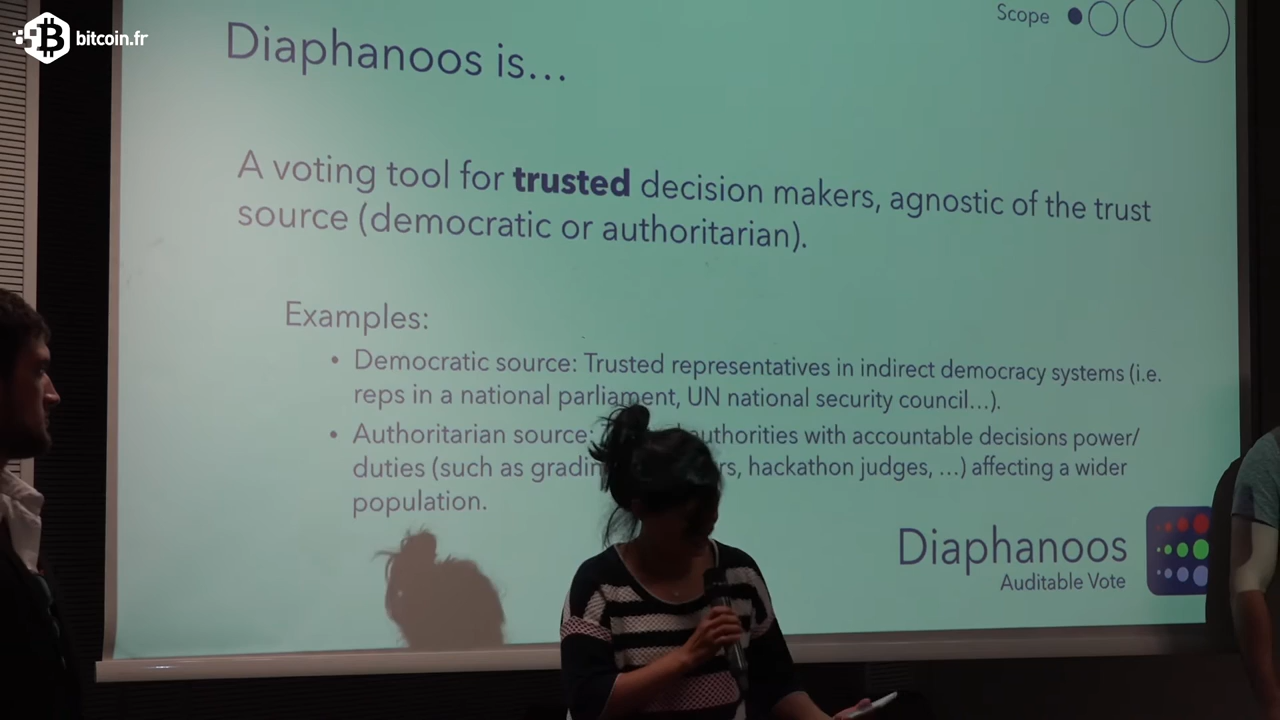 bitcoin.fr
Scope
Diaphanoos is...
A voting tool for trusted decision makers, agnostic of the trust
source (democratic or authoritarian).
Examples:
• Democratic source: Trusted representatives in indirect democracy systems (i.e.
reps in a national parliament, UN national security council...).
• Authoritarian source: authorities with accountable decisions power/
duties (such as hackathon judges, ...) affecting a wider
population.
Diaphanoos
Auditable Vote